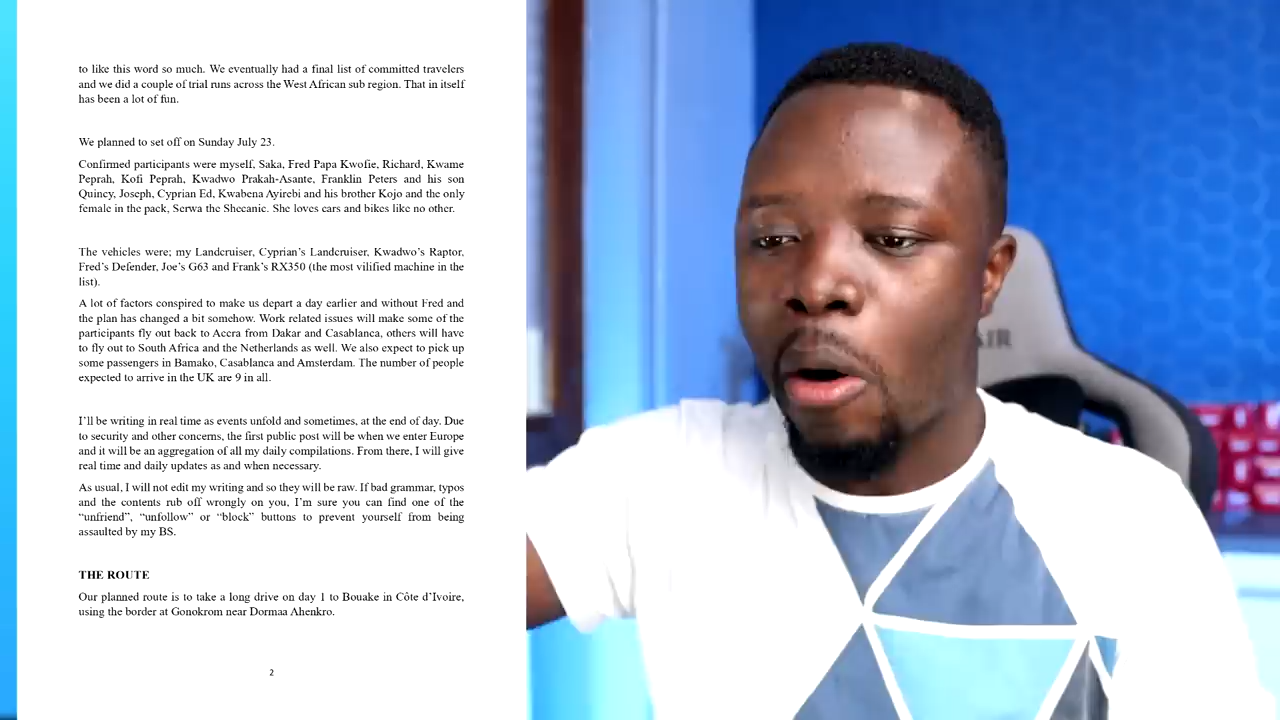 to like this word so much. We eventually had a final list of committed travelers
and we did a couple of trial runs across the West African sub region. That in itself
has been a lot of fun.
We planned to set off on Sunday July 23.
Confirmed participants were myself, Saka, Fred Papa Kwofie, Richard, Kwame
Peprah, Kofi Peprah, Kwadwo Prakah-Asante, Franklin Peters and his son
Quincy, Joseph, Cyprian Ed, Kwabena Ayirebi and his brother Kojo and the only
female in the pack, Serwa the Shecanic. She loves cars and bikes like no other.
The vehicles were; my Landcruiser, Cyprian’s Landcruiser, Kwadwo’s Raptor,
Fred’s Defender, Joe’s G63 and Frank’s RX350 (the most vilified machine in the
list).
A lot of factors conspired to make us depart a day earlier and without Fred and
the plan has changed a bit somehow. Work related issues will make some of the
participants fly out back to Accra from Dakar and Casablanca, others will have
to fly out to South Africa and the Netherlands as well. We also expect to pick up
some passengers in Bamako, Casablanca and Amsterdam. The number of people
expected to arrive in the UK are 9 in all.
I’ll be writing in real time as events unfold and sometimes, at the end of day. Due
to security and other concerns, the first public post will be when we enter Europe
and it will be an aggregation of all my daily compilations. From there, I will give
real time and daily updates as and when necessary.
As usual, I will not edit my writing and so they will be raw. If bad grammar, typos
and the contents rub off wrongly on you, I’m sure you can find one of the
“unfriend”, “unfollow” or “block” buttons to prevent yourself from being
assaulted by my BS.
THE ROUTE
Our planned route is to take a long drive on day 1 to Bouake in Côte d’Ivoire,
using the border at Gonokrom near Dormaa Ahenkro.
2